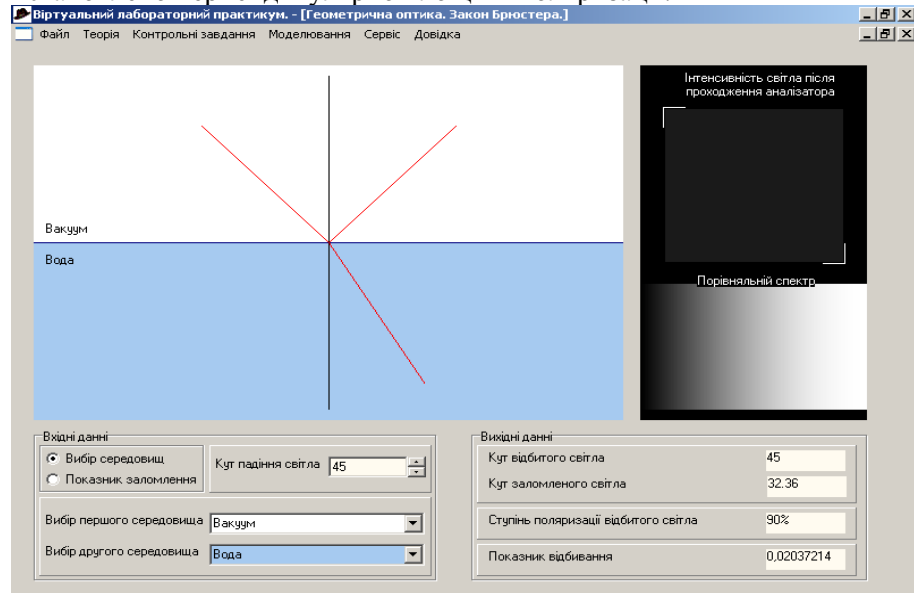 Віртуальний лабораторний практикум. - [Геометрична оптика. Закон Брюстера.]
Файл Теорія Контрольні завдання Моделювання Сервіс Довідка
Інтенсивність світла після
проходження аналізатора
Вакуум
Вода
Порівняльній спектр
Вхідні данні
Вибір середовищ
Показник заломлення
Кут падіння світла 45
Вибір першого середовища Вакуум
Вибір другого середовища Вода
Вихідні данні
Кут відбитого світла 45
Кут заломленого світла 32.36
Ступінь поляризації відбитого світла 90%
Показник відбивання 0,02037214